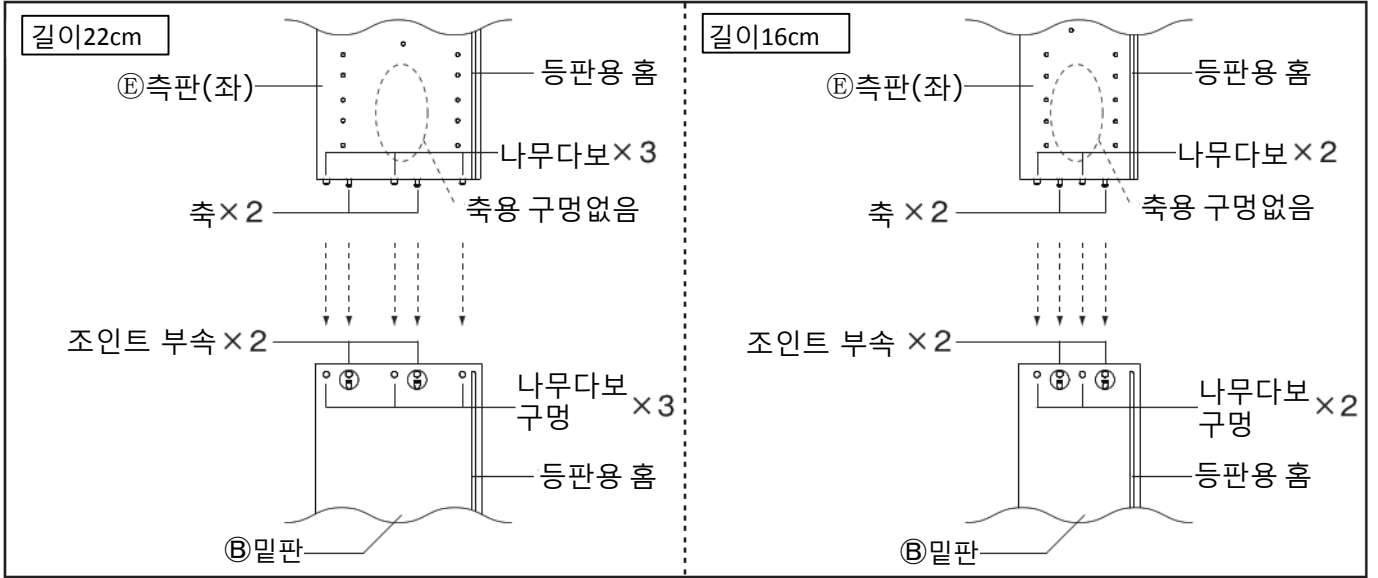 길이22cm
Ⓔ측판(좌)
등판용 홈
나무다보×3
축×2
축용 구멍없음
조인트 부속×2
나무다보
구멍
×3
등판용 홈
Ⓑ밑판
길이16cm
Ⓔ측판(좌)
등판용 홈
나무다보×2
축 ×2
축용 구멍없음
조인트 부속 ×2
나무다보
구멍
×2
등판용 홈
Ⓑ밑판